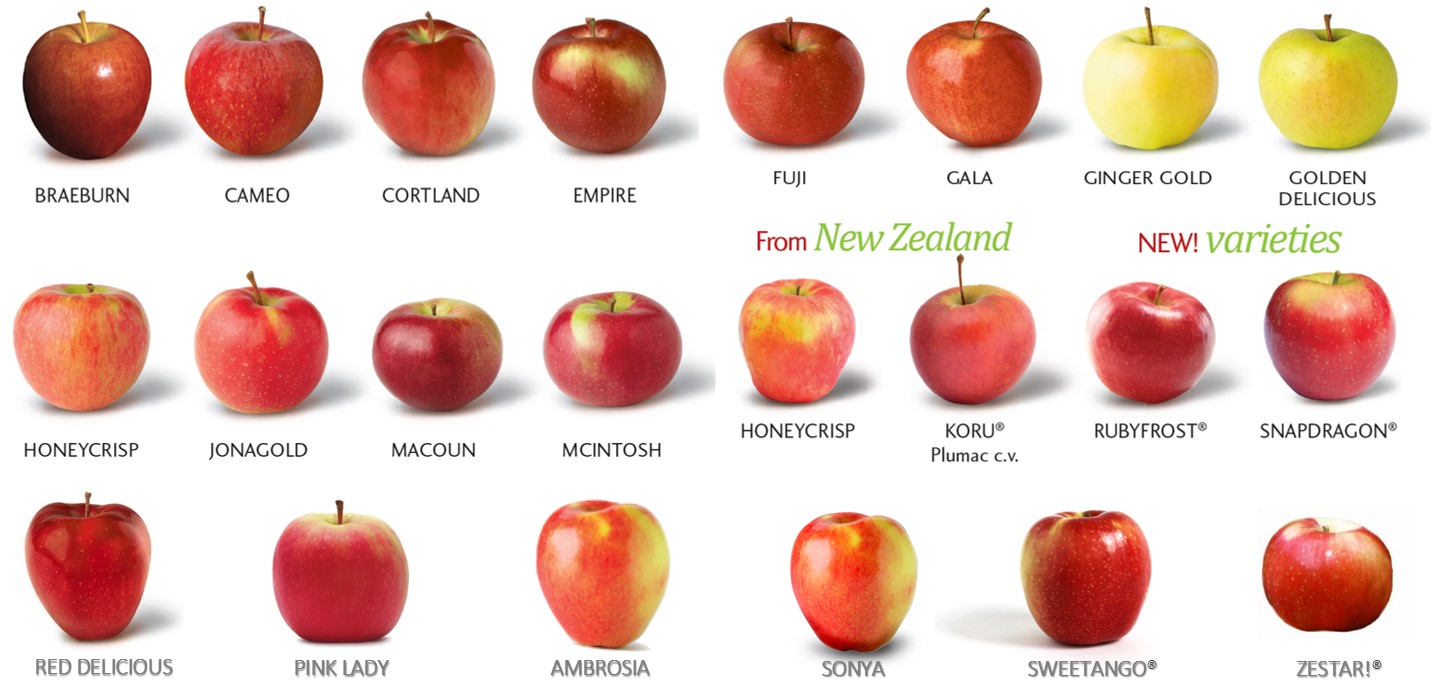 BRAEBURN
CAMEO
CORTLAND
EMPIRE
FUJI
GALA
GINGER GOLD
GOLDEN
DELICIOUS
From New Zealand
NEW! varieties
HONEYCRISP
JONAGOLD
MACOUN
MCINTOSH
HONEYCRISP
KORU®
Plumac c.v.
RUBYFROST®
SNAPDRAGON®
RED DELICIOUS
PINK LADY
AMBROSIA
SONYA
SWEETANGO®
ZESTAR!®